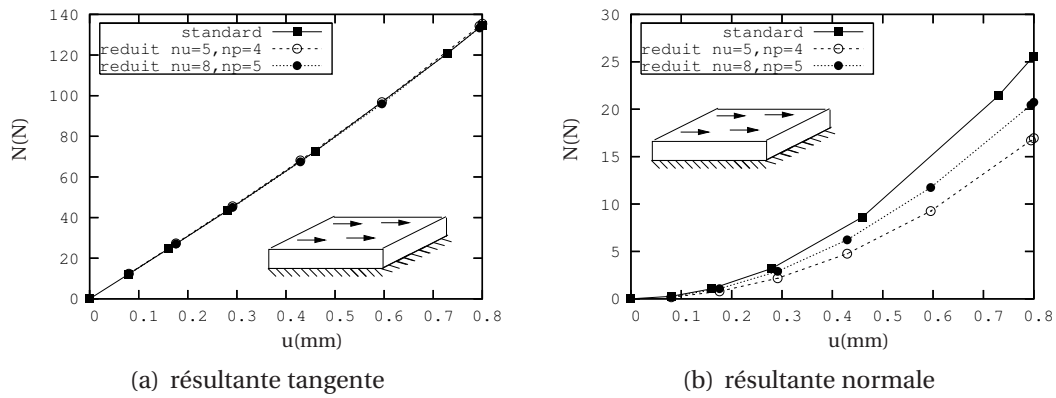 140
120
100
80
60
40
20
0
N(N)
standard
reduit nu=5,np=4
reduit nu=8,np=5
0 0.1 0.2 0.3 0.4 0.5 0.6 0.7 0.8
u(mm)
(a) résultante tangente
30
25
20
15
10
5
0
N(N)
standard
reduit nu=5,np=4
reduit nu=8,np=5
0 0.1 0.2 0.3 0.4 0.5 0.6 0.7 0.8
u(mm)
(b) résultante normale